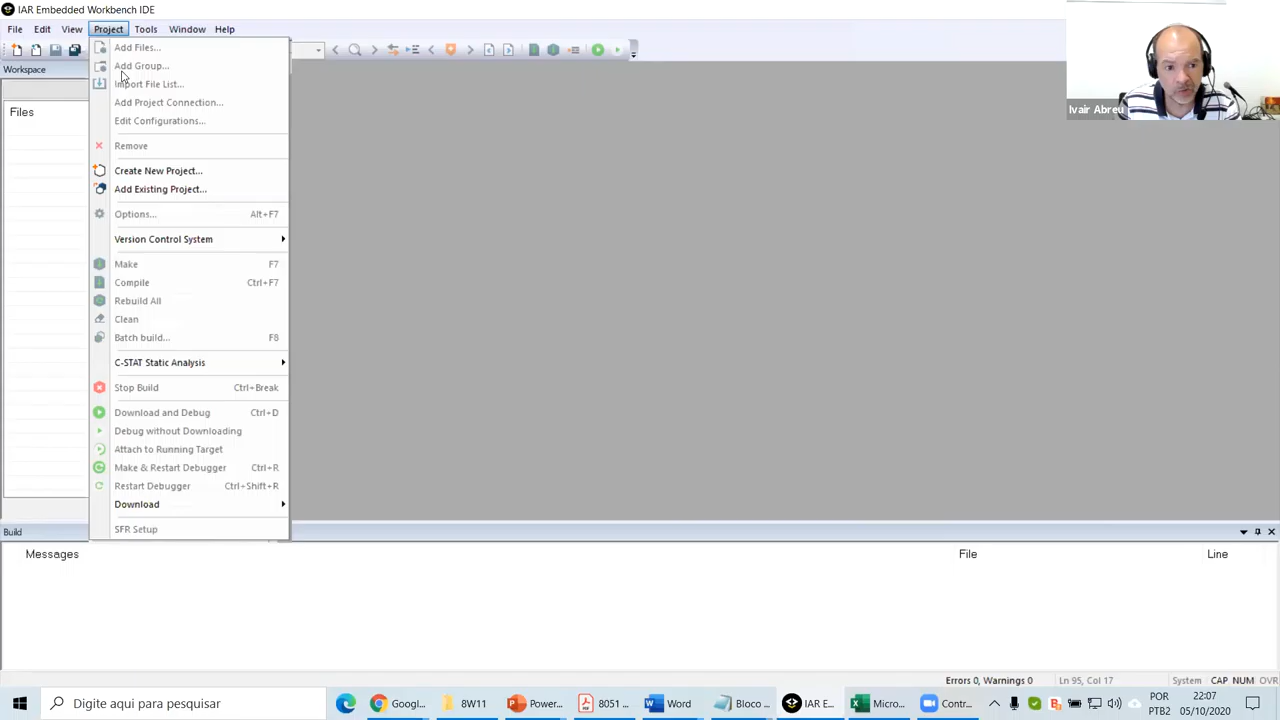 IAR Embedded Workbench IDE
File Edit View Project Tools Window Help
Workspace
Files
Add Files...
Add Group...
Import File List...
Add Project Connection...
Edit Configurations...
Remove
Create New Project...
Add Existing Project...
Options... Alt+F7
Version Control System
Make F7
Compile Ctrl+F7
Rebuild All
Clean
Batch build... F8
C-STAT Static Analysis
Stop Build Ctrl+Break
Download and Debug Ctrl+D
Debug without Downloading
Attach to Running Target
Make & Restart Debugger Ctrl+R
Restart Debugger Ctrl+Shift+R
Download
SFR Setup
Ivair Abreu
Build
Messages File Line
Errors 0, Warnings 0 Ln 95, Col 17 System CAP NUM OVR
Digite aqui para pesquisar
Googl... 8W11 Power... 8051 ... Word Bloco ... IAR E... Micro... Contr...
POR
PTB2
22:07
05/10/2020